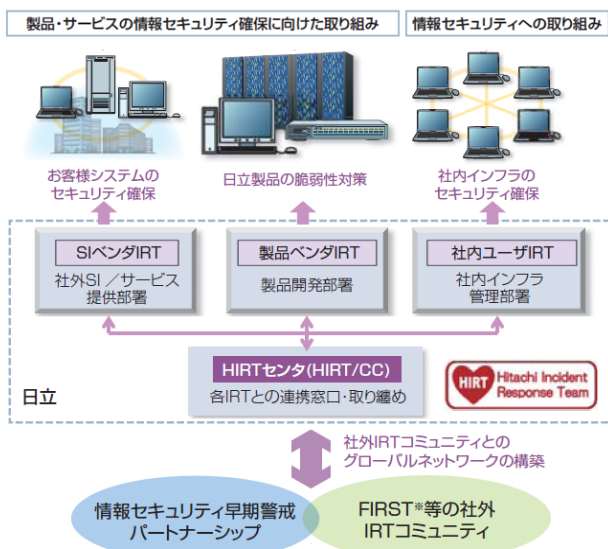 製品・サービスの情報セキュリティ確保に向けた取り組み
情報セキュリティへの取り組み
お客様システムの
セキュリティ確保
日立製品の脆弱性対策
社内インフラの
セキュリティ確保
SIベンダIRT
社外SI／サービス
提供部署
製品ベンダIRT
製品開発部署
社内ユーザIRT
社内インフラ
管理部署
HIRTセンタ(HIRT/CC)
各IRTとの連携窓口・取り纏め
日立
HIRT
Hitachi Incident
Response Team
社外IRTコミュニティとの
グローバルネットワークの構築
情報セキュリティ早期警戒
パートナーシップ
FIRST※等の社外
IRTコミュニティ